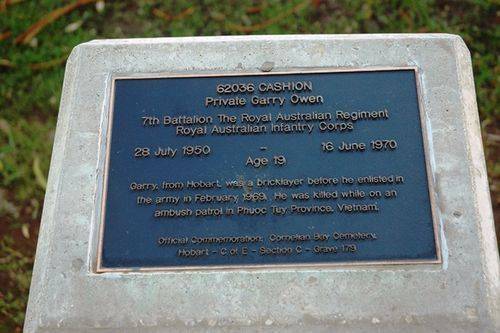 62036 CASHION
Private Garry Owen
7th Battalion The Royal Australian Regiment
Royal Australian Infantry Corps
28 July 1950 - 16 June 1970
Age 19
Garry, from Hobart, was a bricklayer before he enlisted in
the army in February 1969. He was killed while on an
ambush patrol in Phuoc Tuy Province, Vietnam.
Official Commemoration: Cornelian Bay Cemetery,
Hobart - C of E - Section C - Grave 179